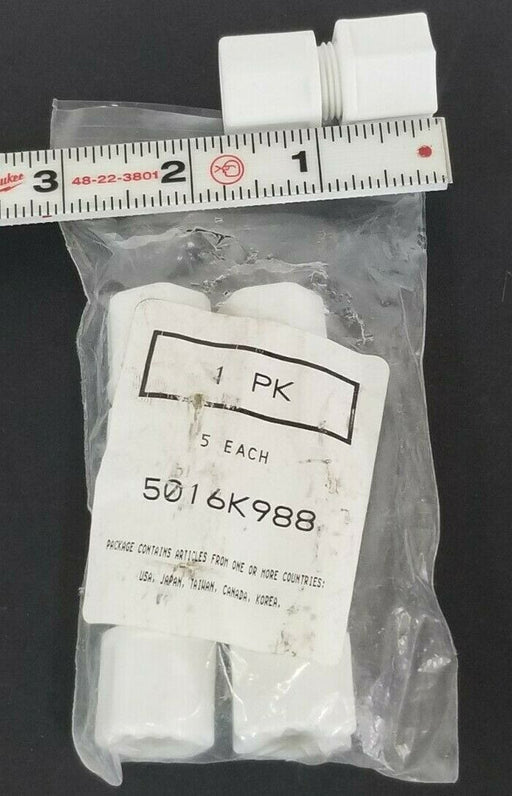 3 48-22-3801 2 1
1 PK
5 EACH
5016K988
PACKAGE CONTAINS ARTICLES FROM ONE OR MORE COUNTRIES:
USA, JAPAN, TAIWAN, CANADA, KOREA.